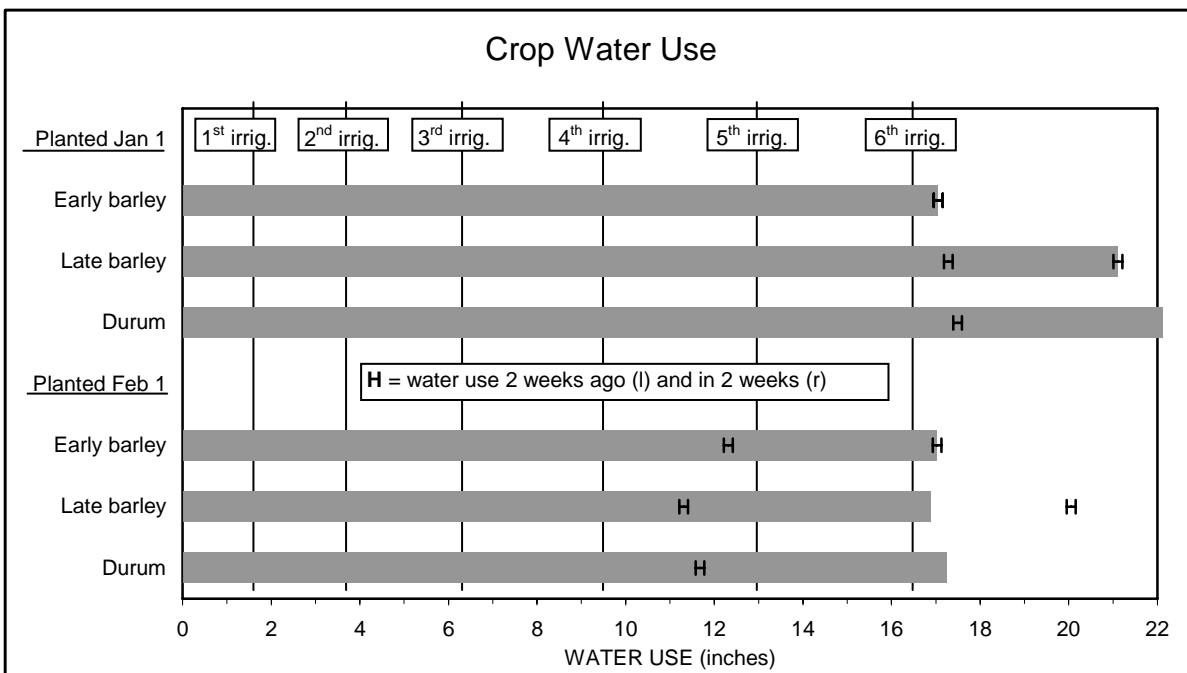 Crop Water Use
Planted Jan 1
1st irrig. 2nd irrig. 3rd irrig. 4th irrig. 5th irrig. 6th irrig.
Early barley
Late barley
Durum
Planted Feb 1
H = water use 2 weeks ago (l) and in 2 weeks (r)
Early barley
Late barley
Durum
0 2 4 6 8 10 12 14 16 18 20 22
WATER USE (inches)